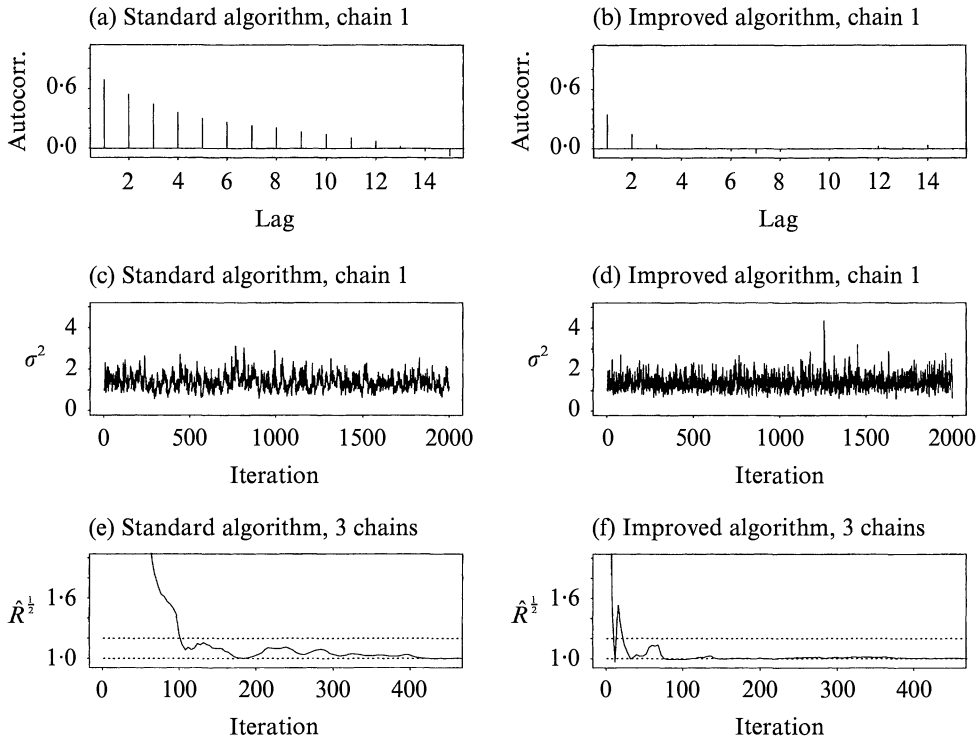 (a) Standard algorithm, chain 1
Autocorr.
0·6
0·0
2 4 6 8 10 12 14
Lag
(b) Improved algorithm, chain 1
Autocorr.
0·6
0·0
2 4 6 8 10 12 14
Lag
(c) Standard algorithm, chain 1
σ²
4
2
0
0 500 1000 1500 2000
Iteration
(d) Improved algorithm, chain 1
σ²
4
2
0
0 500 1000 1500 2000
Iteration
(e) Standard algorithm, 3 chains
R̂^½
1·6
1·0
0 100 200 300 400
Iteration
(f) Improved algorithm, 3 chains
R̂^½
1·6
1·0
0 100 200 300 400
Iteration